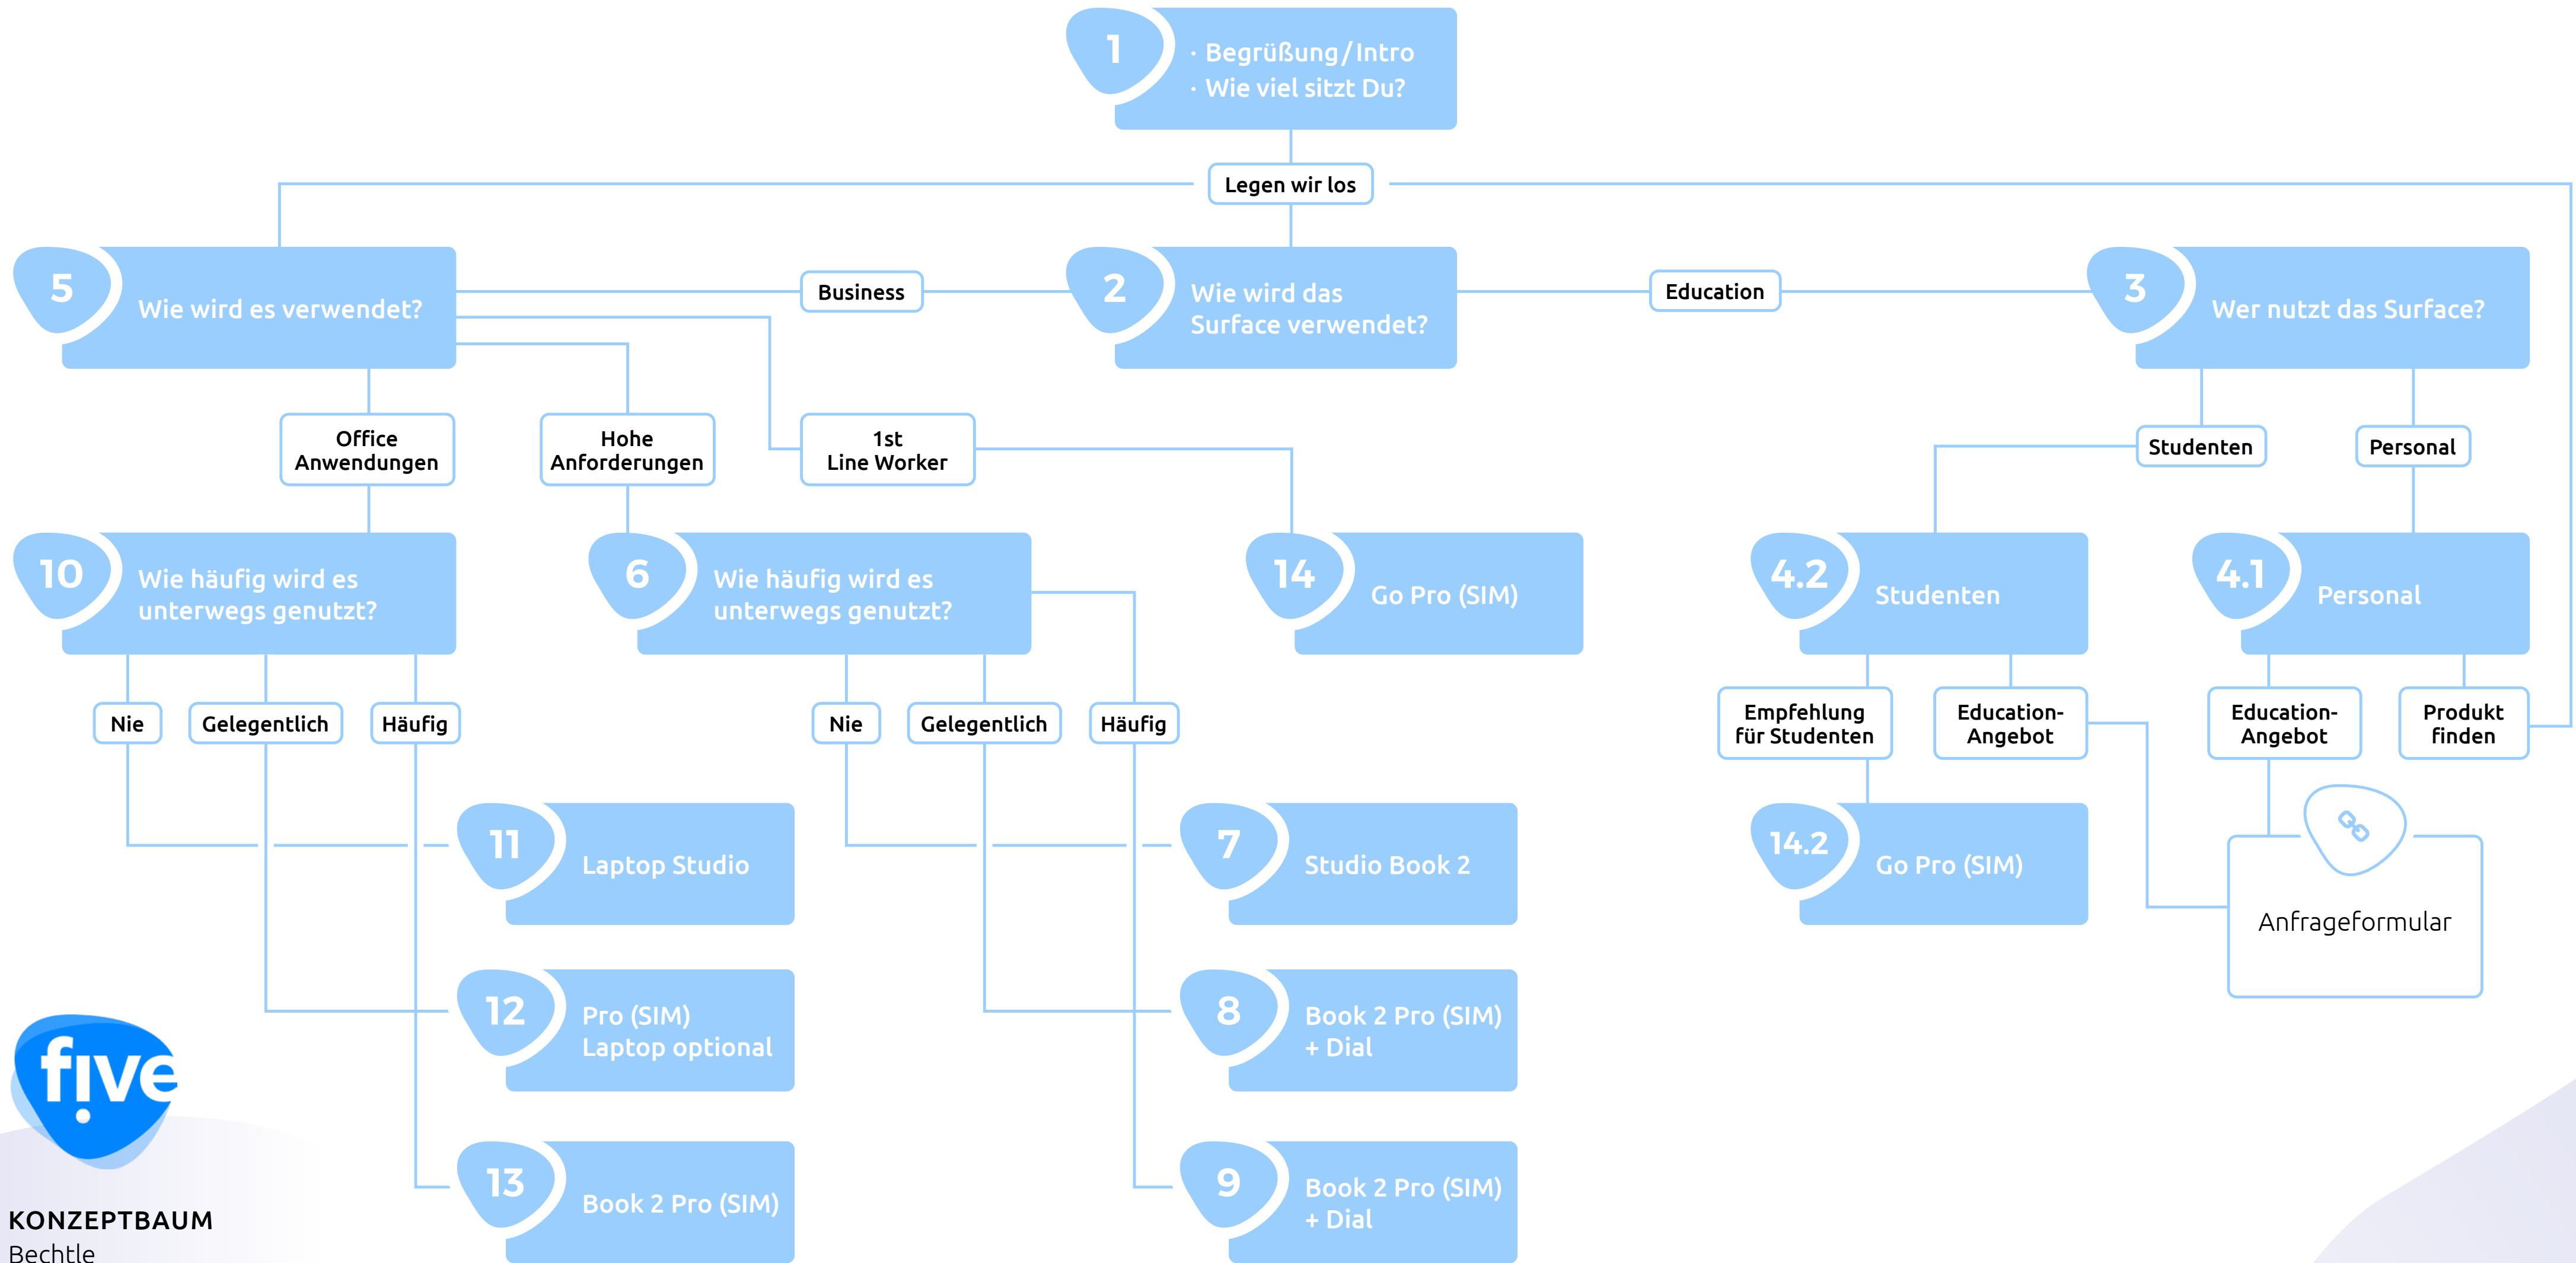 1
· Begrüßung/Intro
· Wie viel sitzt Du?
Legen wir los
5
Wie wird es verwendet?
Business
2
Wie wird das
Surface verwendet?
Education
3
Wer nutzt das Surface?
Office
Anwendungen
Hohe
Anforderungen
1st
Line Worker
Studenten
Personal
10
Wie häufig wird es
unterwegs genutzt?
6
Wie häufig wird es
unterwegs genutzt?
14
Go Pro (SIM)
4.2
Studenten
4.1
Personal
Nie
Gelegentlich
Häufig
Nie
Gelegentlich
Häufig
Empfehlung
für Studenten
Education-
Angebot
Education-
Angebot
Produkt
finden
11
Laptop Studio
7
Studio Book 2
14.2
Go Pro (SIM)
Anfrageformular
12
Pro (SIM)
Laptop optional
8
Book 2 Pro (SIM)
+ Dial
five
13
Book 2 Pro (SIM)
9
Book 2 Pro (SIM)
+ Dial
KONZEPTBAUM
Bechtle